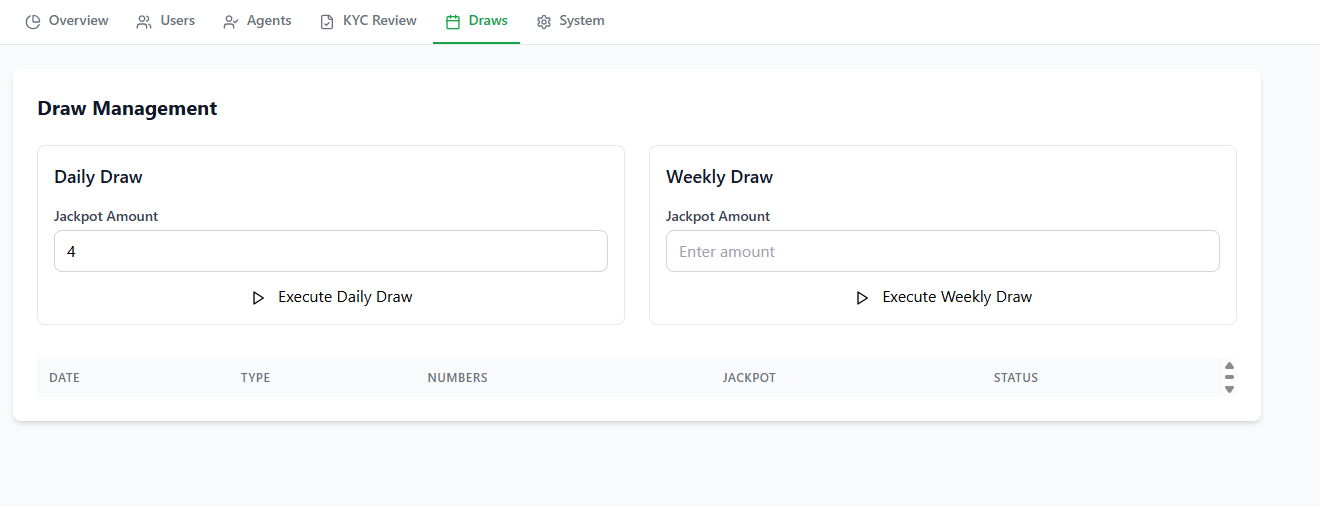 Overview Users Agents KYC Review Draws System
Draw Management
Daily Draw
Jackpot Amount
4
Execute Daily Draw
Weekly Draw
Jackpot Amount
Enter amount
Execute Weekly Draw
DATE TYPE NUMBERS JACKPOT STATUS